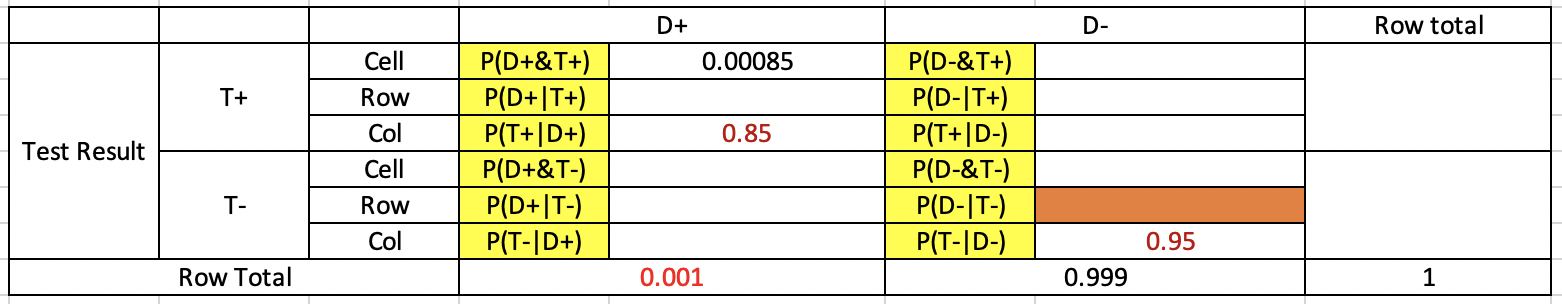 D+ D- Row total
Cell P(D+&T+) 0.00085 P(D-&T+)
T+ Row P(D+|T+) P(D-|T+)
Col P(T+|D+) 0.85 P(T+|D-)
Test Result
Cell P(D+&T-) P(D-&T-)
T- Row P(D+|T-) P(D-|T-)
Col P(T-|D+) P(T-|D-) 0.95
Row Total 0.001 0.999 1